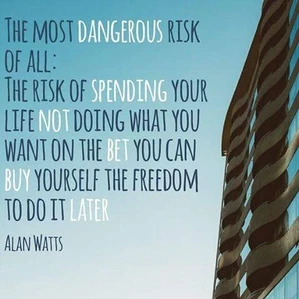 The most DANGEROUS risk
of all:
The risk of SPENDING your
life NOT doing what you
want on the BET you can
BUY yourself the freedom
to do it LATER
Alan Watts